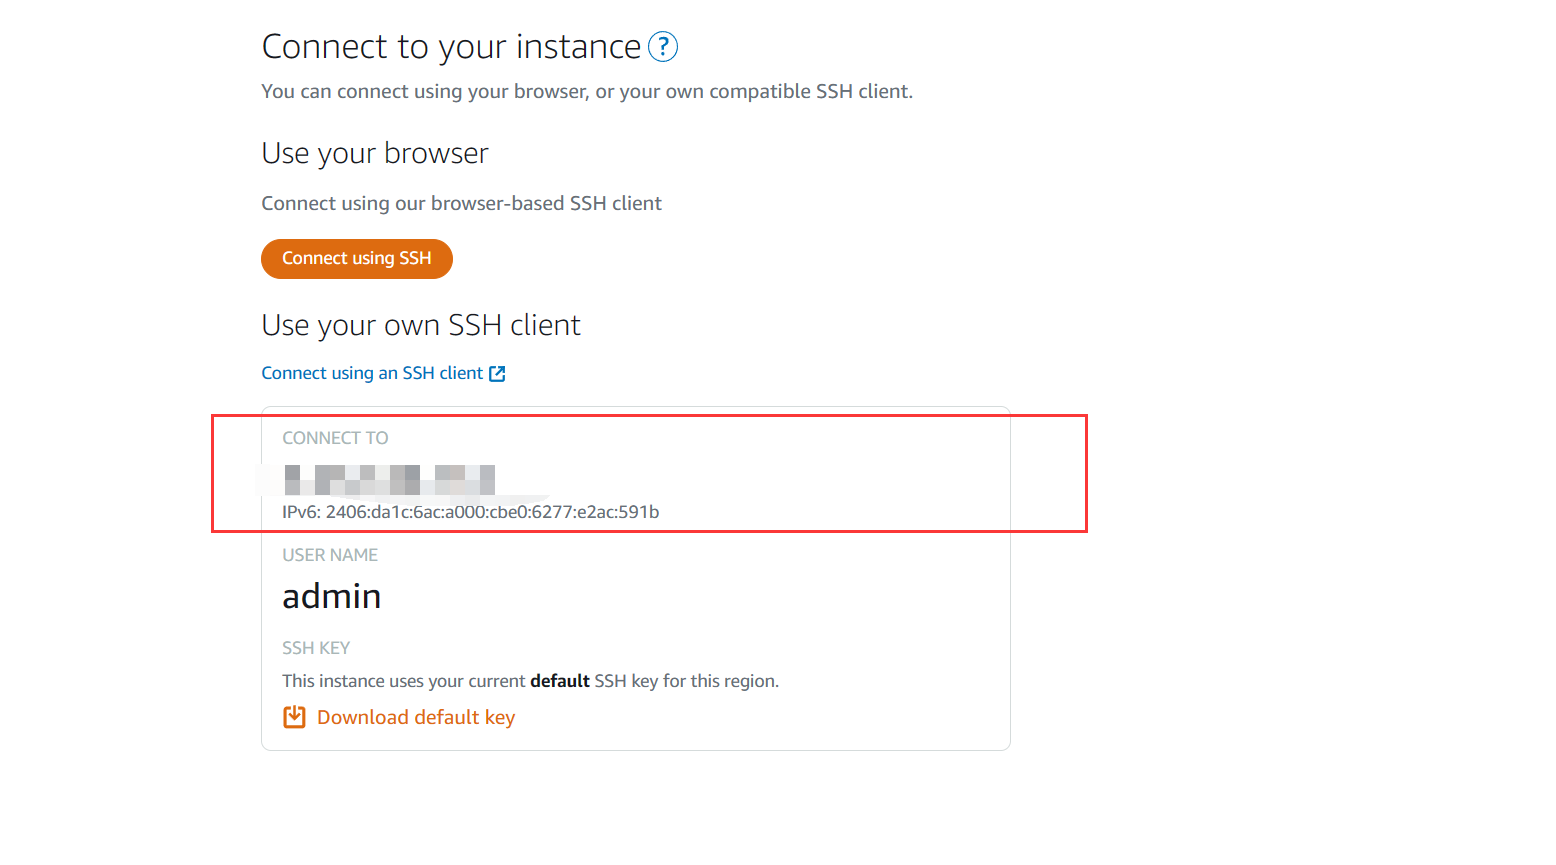 Connect to your instance ?
You can connect using your browser, or your own compatible SSH client.
Use your browser
Connect using our browser-based SSH client
Connect using SSH
Use your own SSH client
Connect using an SSH client
CONNECT TO
IPv6: 2406:da1c:6ac:a000:cbe0:6277:e2ac:591b
USER NAME
admin
SSH KEY
This instance uses your current default SSH key for this region.
Download default key